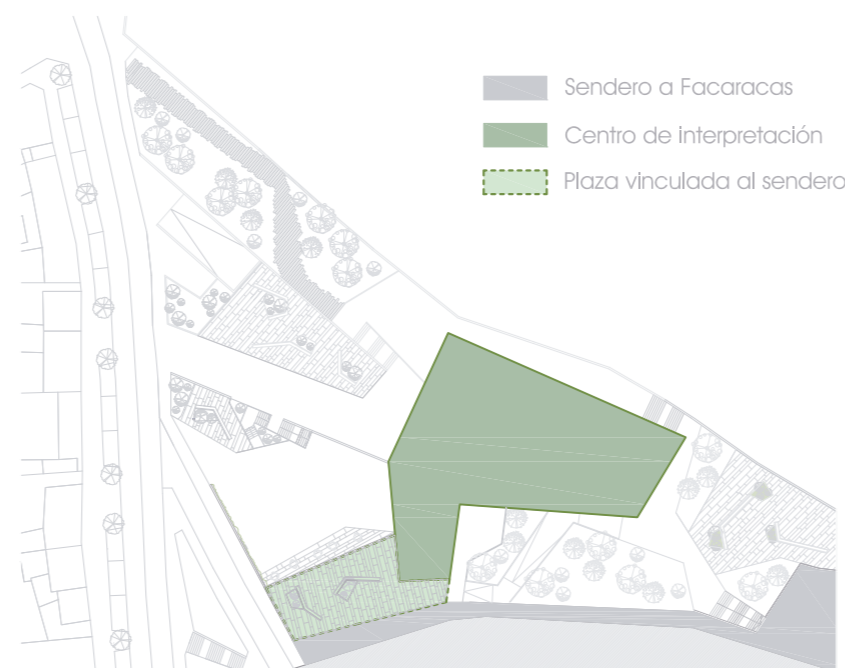 Sendero a Facaracas
Centro de interpretación
Plaza vinculada al sendero